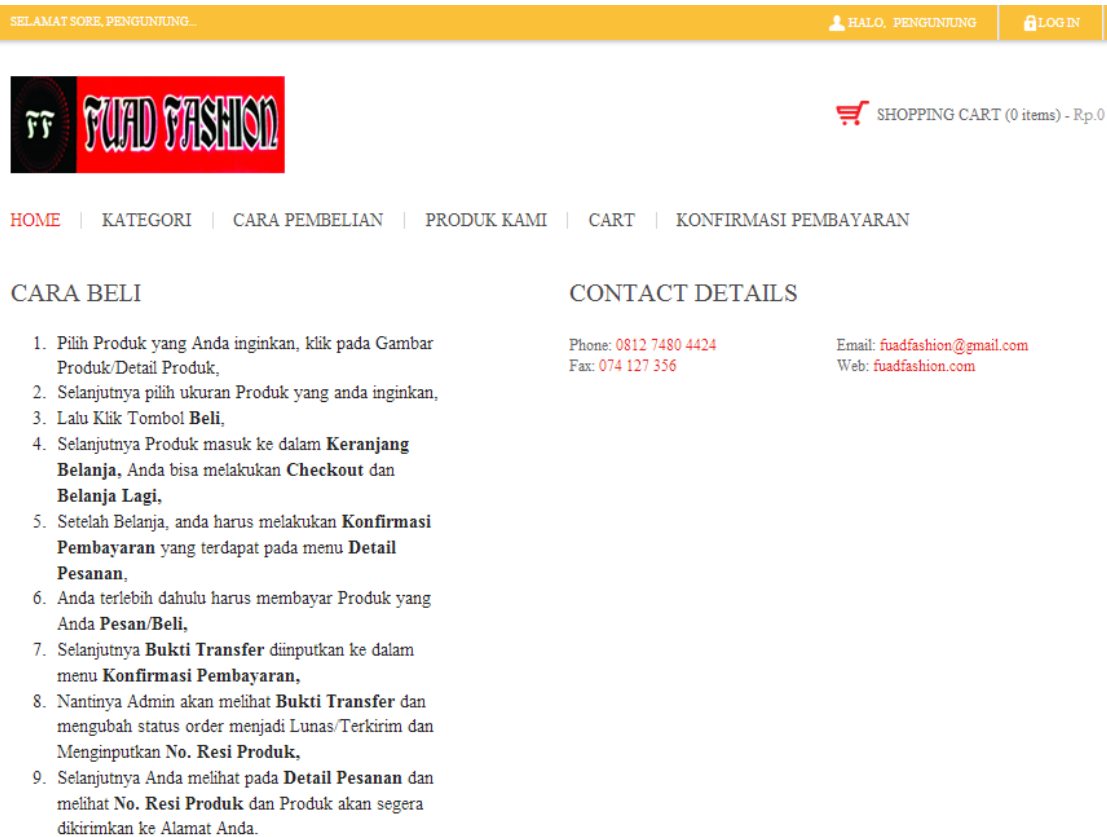 SELAMAT SORE, PENGUNJUNG...
HALO, PENGUNJUNG
LOG IN
FF
FUAD FASHION
SHOPPING CART (0 items) - Rp.0
HOME | KATEGORI | CARA PEMBELIAN | PRODUK KAMI | CART | KONFIRMASI PEMBAYARAN
CARA BELI
1. Pilih Produk yang Anda inginkan, klik pada Gambar
Produk/Detail Produk,
2. Selanjutnya pilih ukuran Produk yang anda inginkan,
3. Lalu Klik Tombol Beli,
4. Selanjutnya Produk masuk ke dalam Keranjang
Belanja, Anda bisa melakukan Checkout dan
Belanja Lagi,
5. Setelah Belanja, anda harus melakukan Konfirmasi
Pembayaran yang terdapat pada menu Detail
Pesanan,
6. Anda terlebih dahulu harus membayar Produk yang
Anda Pesan/Beli,
7. Selanjutnya Bukti Transfer diinputkan ke dalam
menu Konfirmasi Pembayaran,
8. Nantinya Admin akan melihat Bukti Transfer dan
mengubah status order menjadi Lunas/Terkirim dan
Menginputkan No. Resi Produk,
9. Selanjutnya Anda melihat pada Detail Pesanan dan
melihat No. Resi Produk dan Produk akan segera
dikirimkan ke Alamat Anda.
CONTACT DETAILS
Phone: 0812 7480 4424
Fax: 074 127 356
Email: fuadfashion@gmail.com
Web: fuadfashion.com